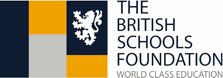 THE
BRITISH
SCHOOLS
FOUNDATION
WORLD CLASS EDUCATION